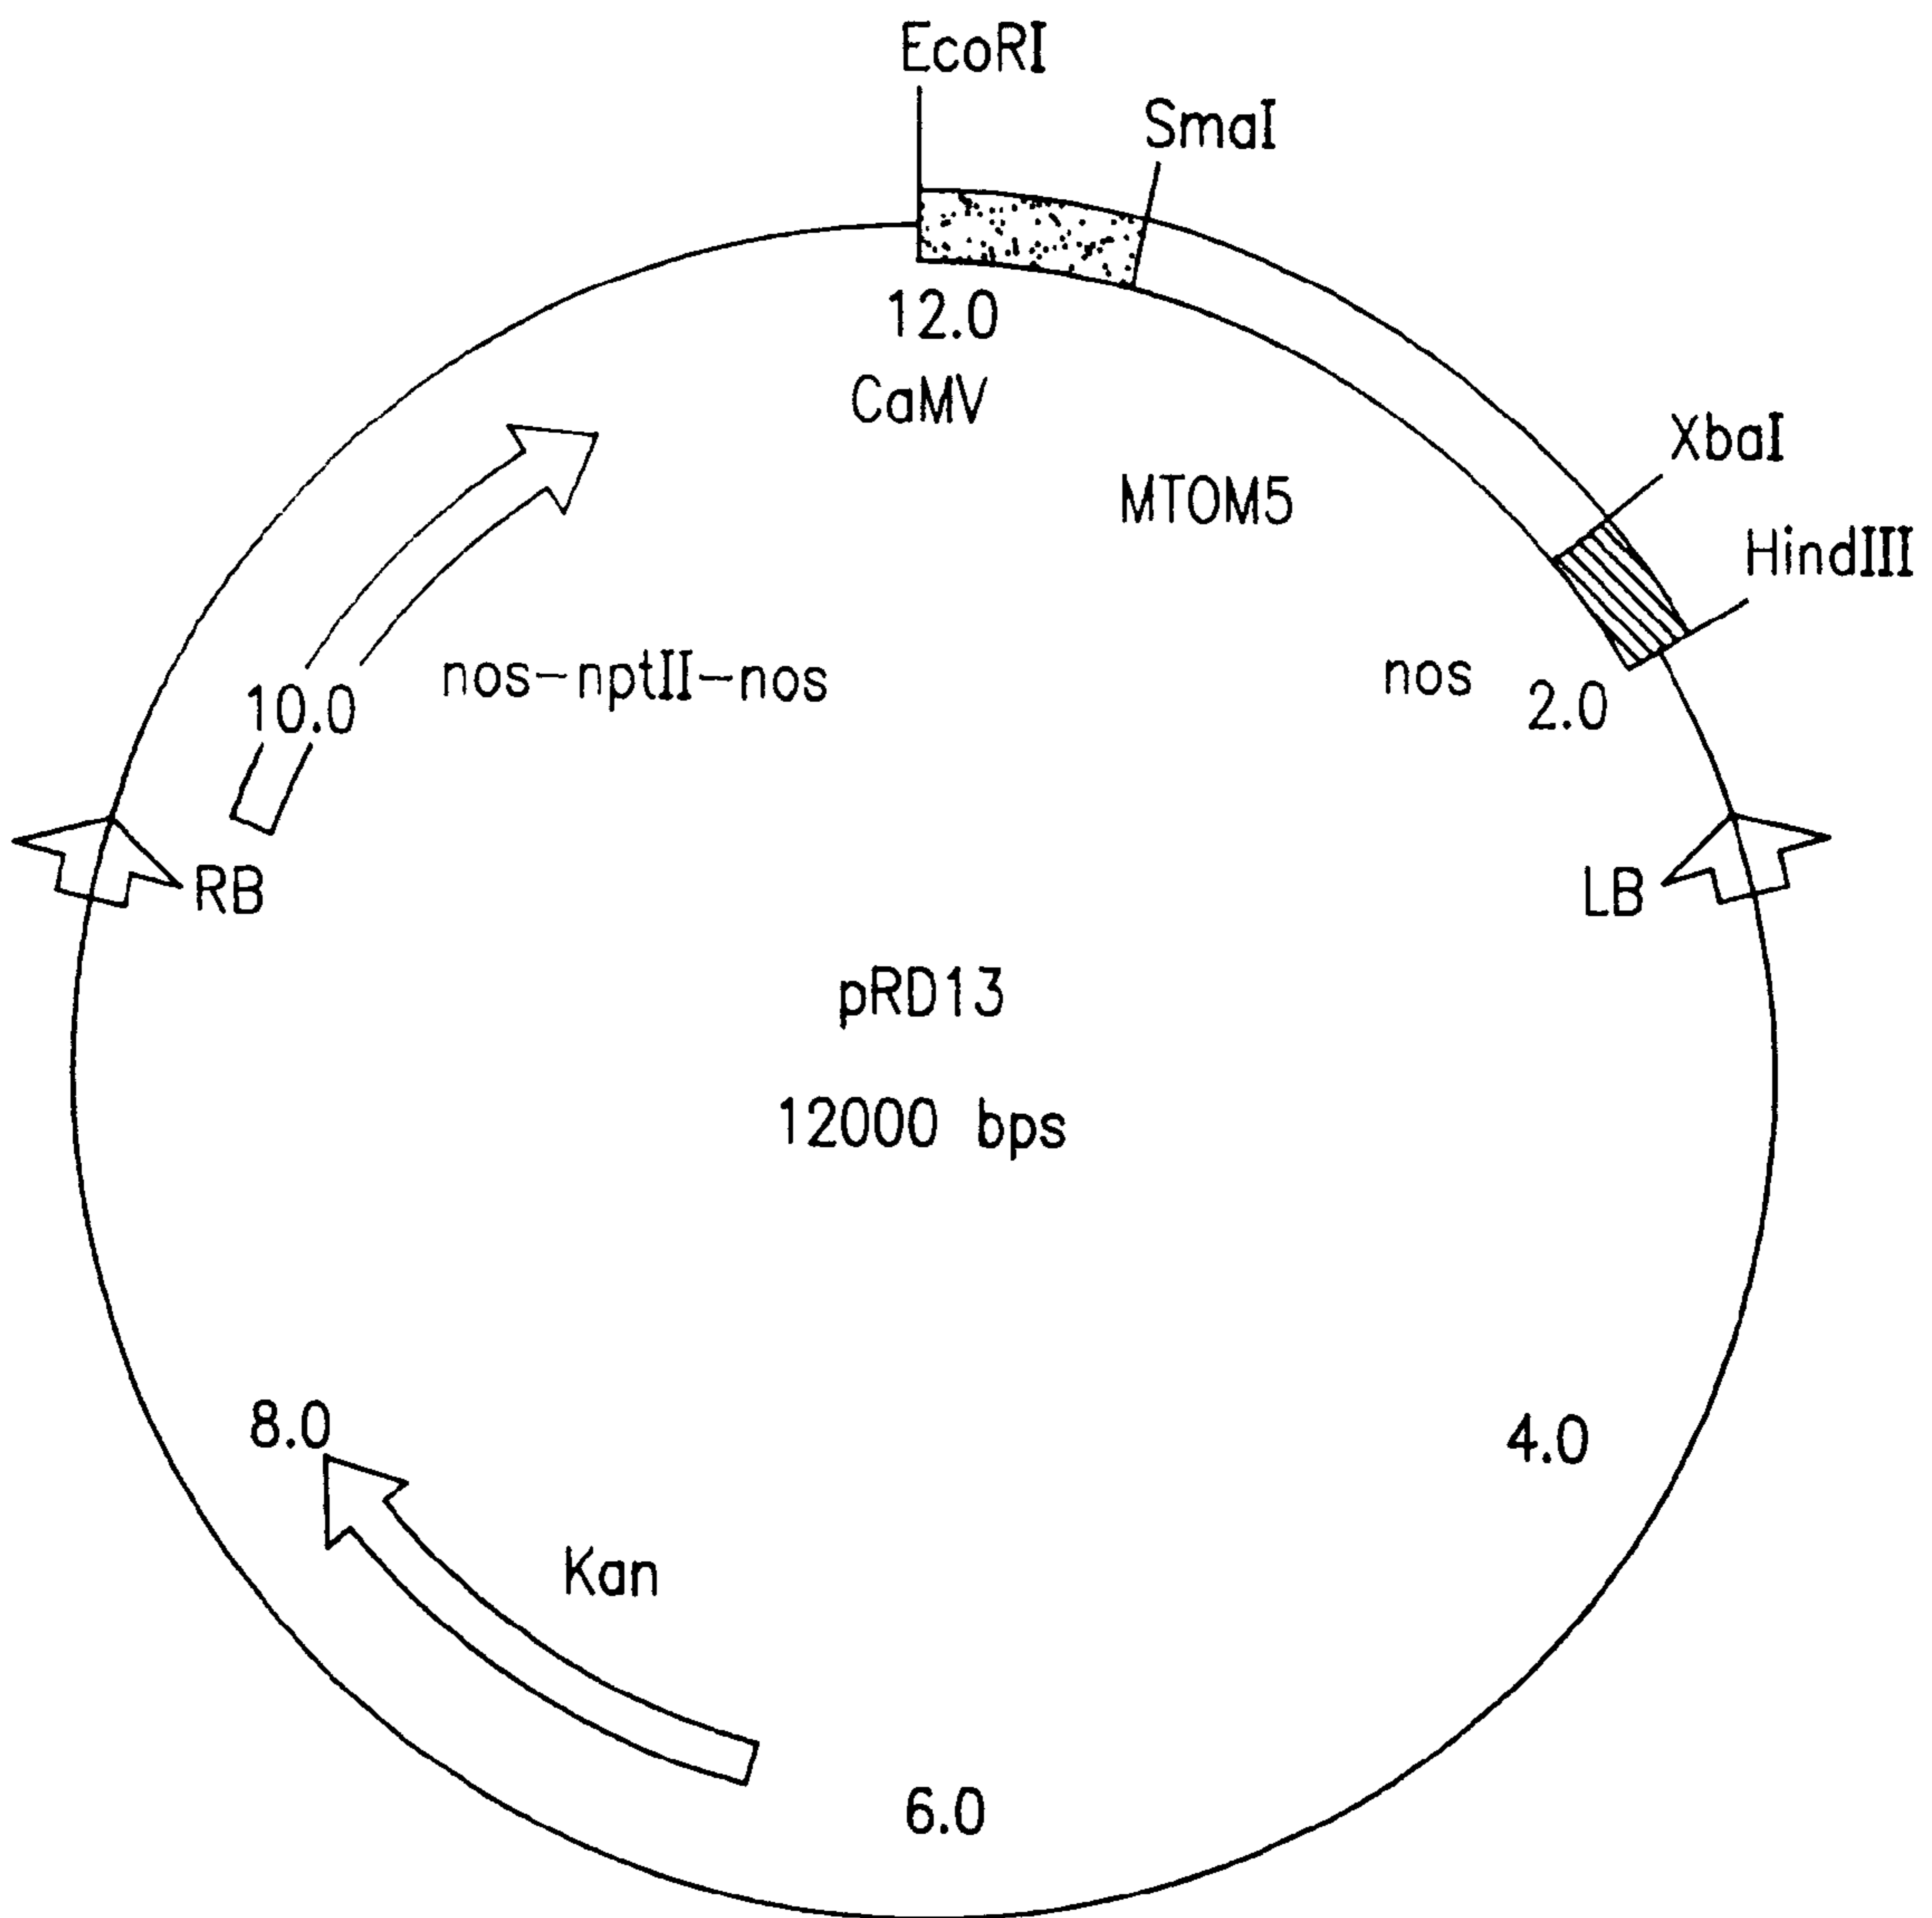 EcoRI
SmaI
12.0
CaMV
XbaI
MTOM5
HindIII
nos-nptII-nos
nos
2.0
10.0
RB
LB
pRD13
12000 bps
8.0
4.0
Kan
6.0